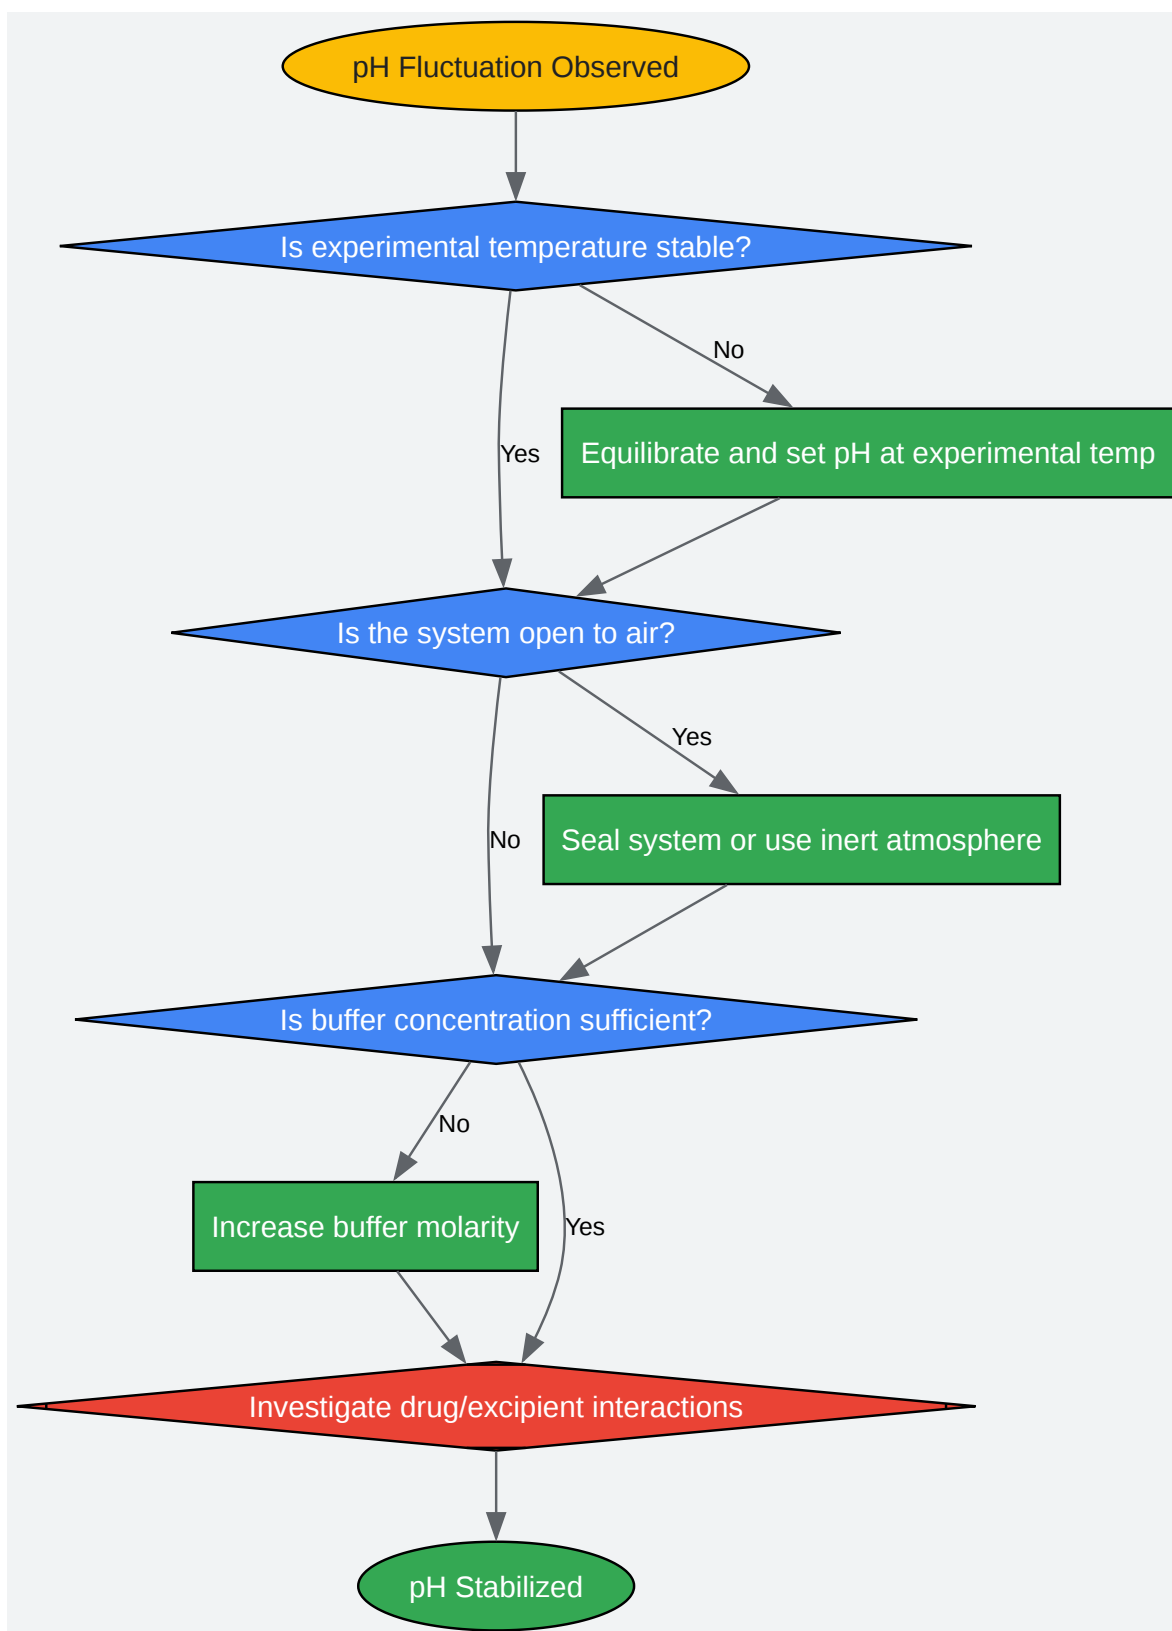 pH Fluctuation Observed
Is experimental temperature stable?
No
Yes
Equilibrate and set pH at experimental temp
Is the system open to air?
Yes
No
Seal system or use inert atmosphere
Is buffer concentration sufficient?
No
Increase buffer molarity
Yes
Investigate drug/excipient interactions
pH Stabilized